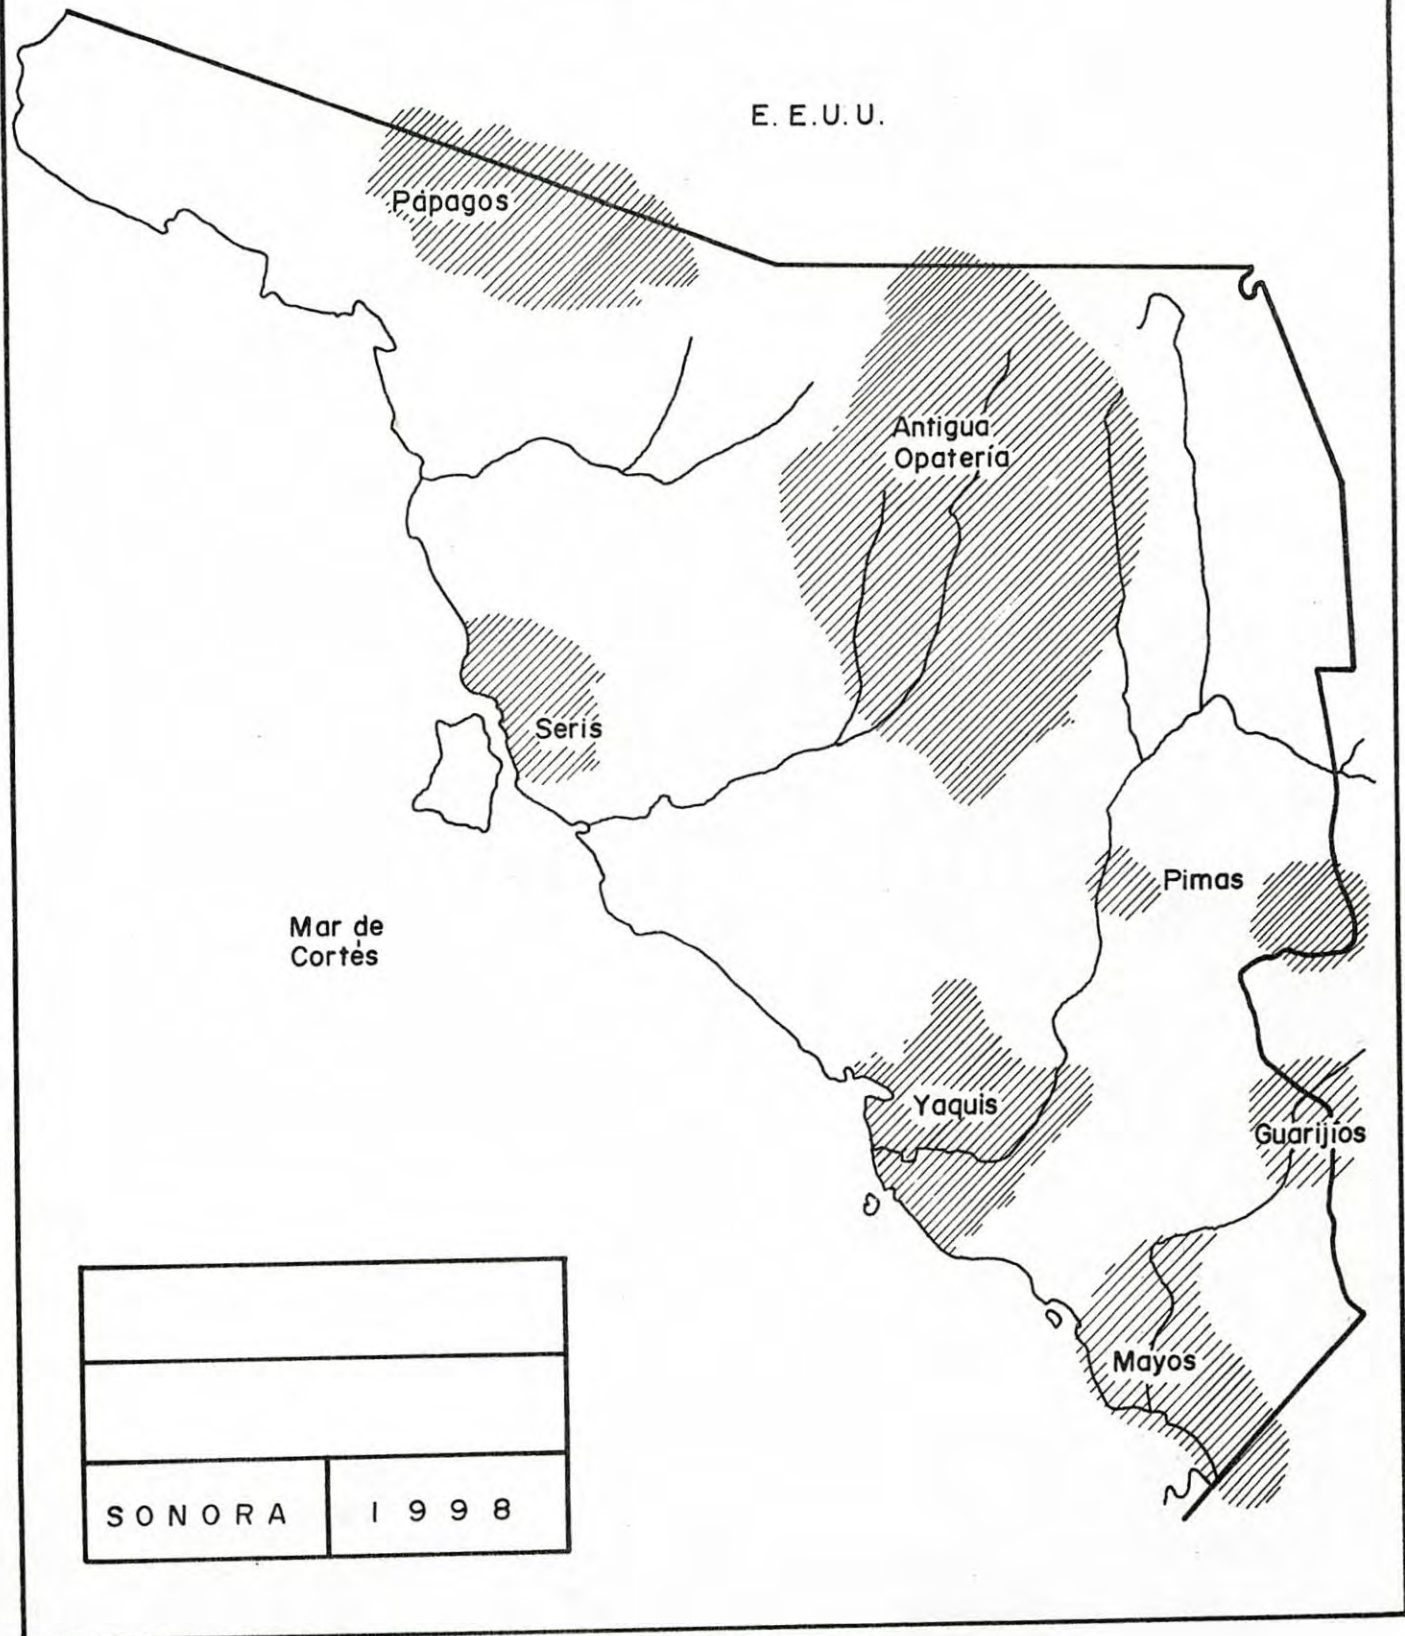 E. E.U.U.
Pápagos
Antigua
Opatería
Seris
Pimas
Mar de
Cortés
Yaquis
Guarijíos
Mayos
SONORA 1998